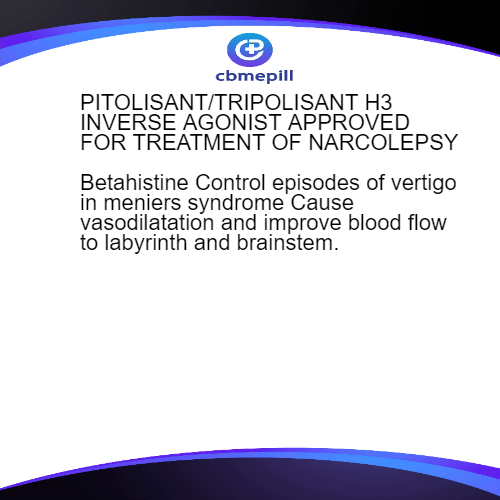 cbmepill
PITOLISANT/TRIPOLISANT H3
INVERSE AGONIST APPROVED
FOR TREATMENT OF NARCOLEPSY
Betahistine Control episodes of vertigo
in meniers syndrome Cause
vasodilatation and improve blood flow
to labyrinth and brainstem.